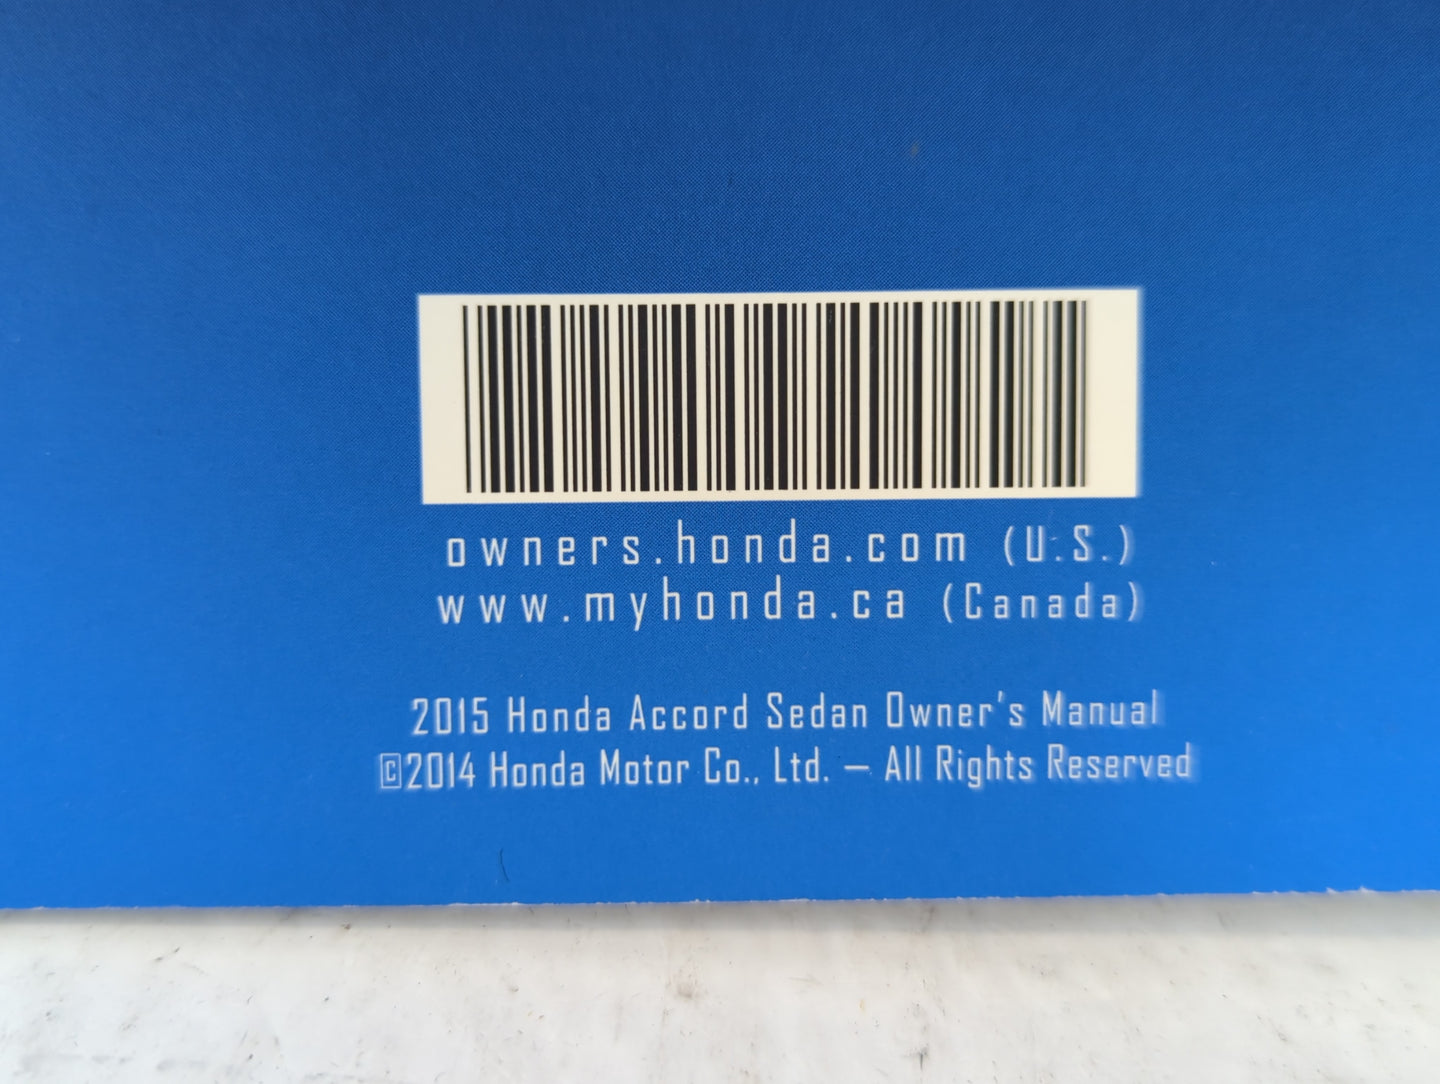 owners.honda.com (U.S.)
www.myhonda.ca (Canada)
2015 Honda Accord Sedan Owner's Manual
©2014 Honda Motor Co., Ltd. — All Rights Reserved